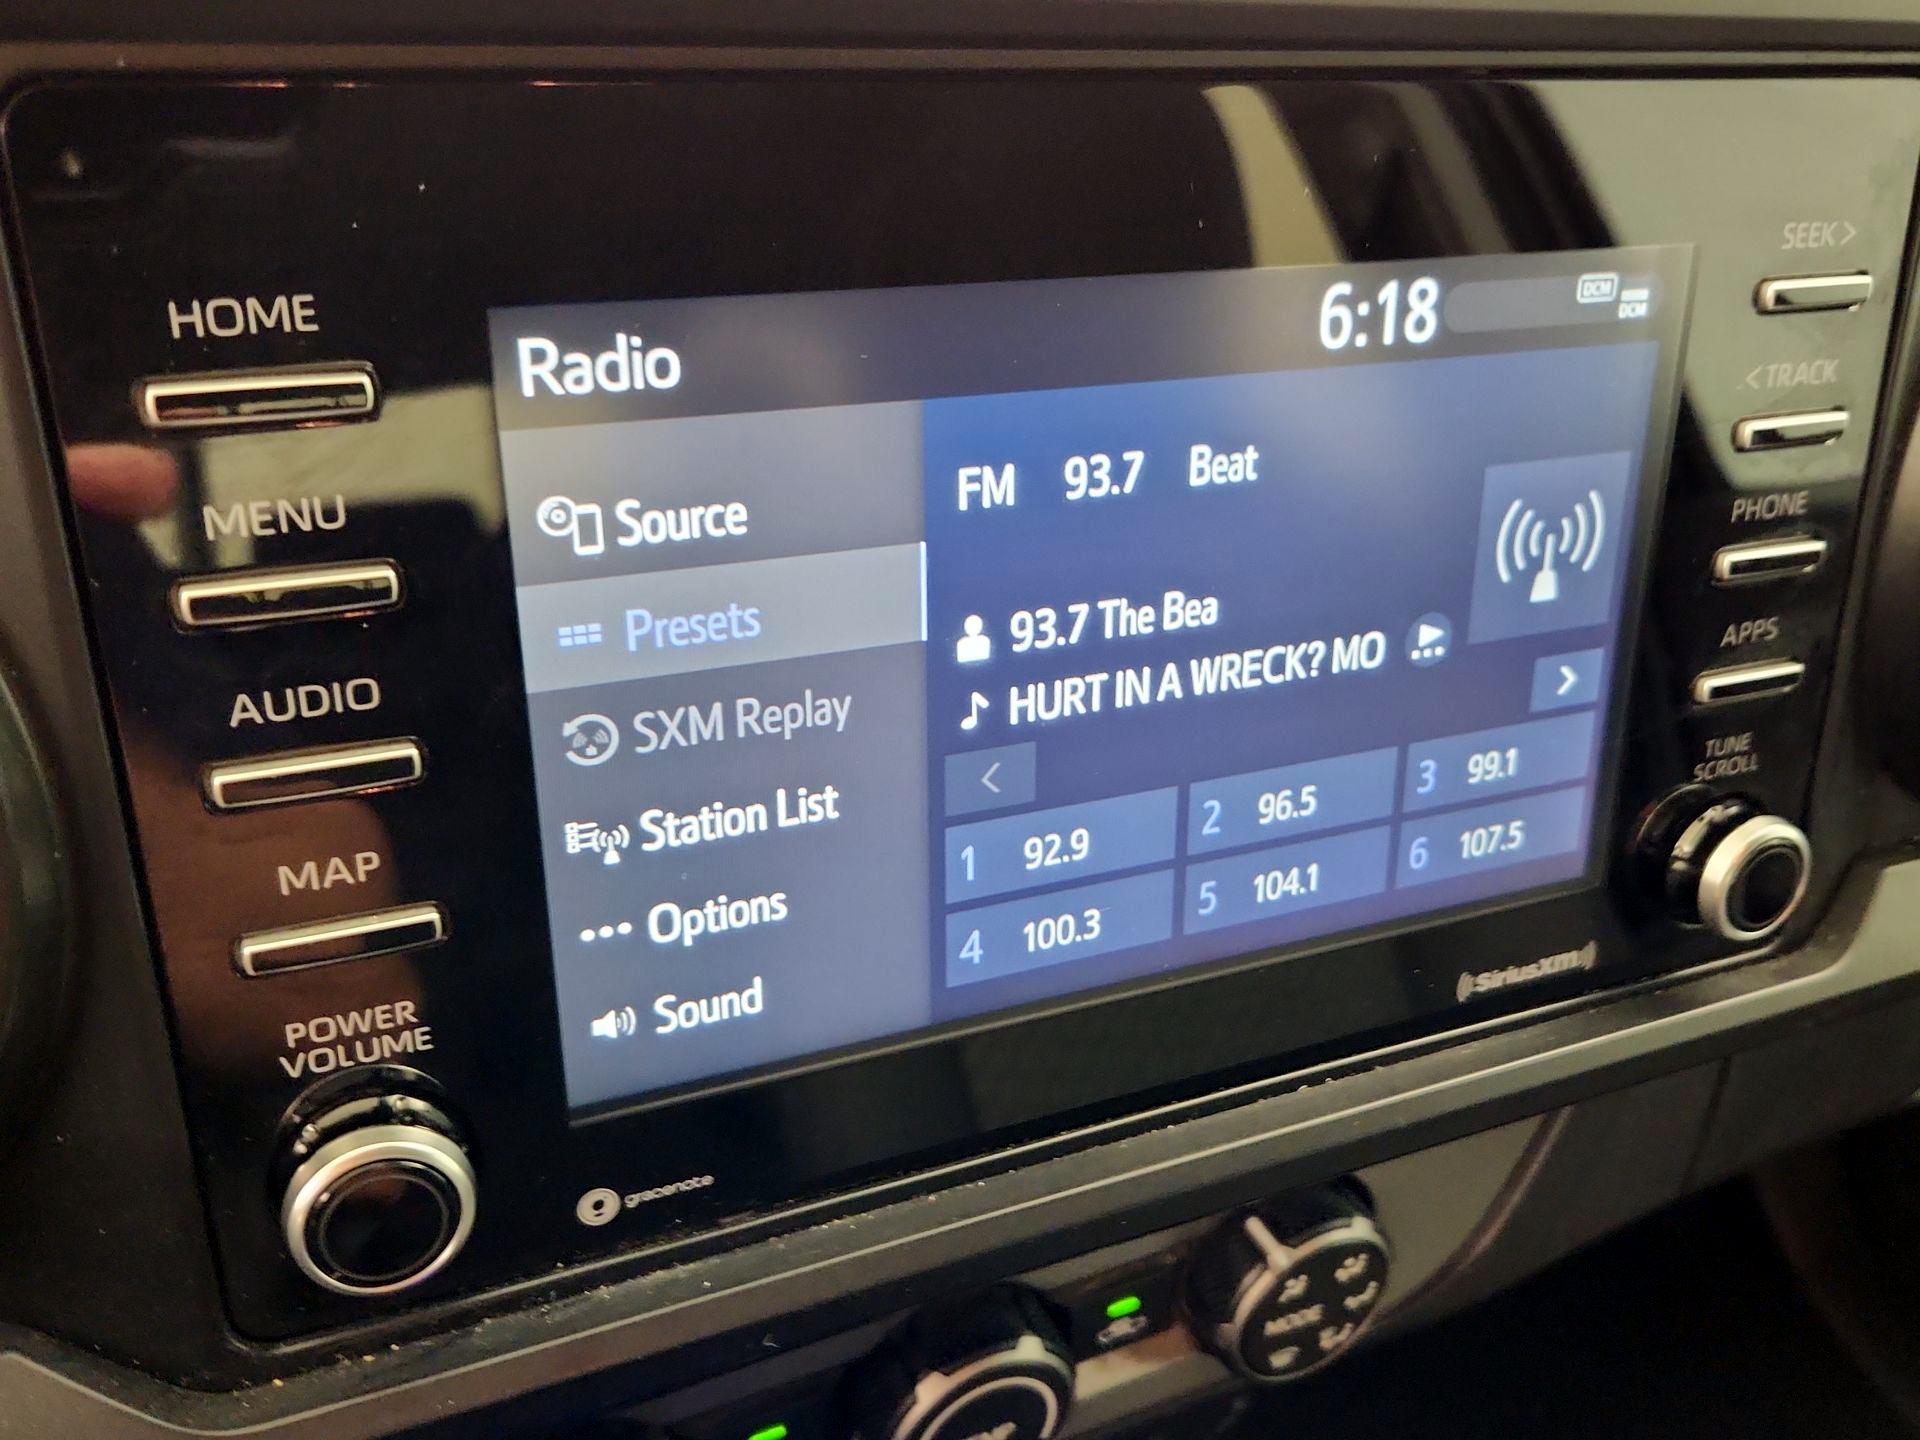 HOME
MENU
AUDIO
MAP
POWER
VOLUME
Radio
6:18
DCM
DCM
Source
Presets
SXM Replay
Station List
Options
Sound
FM 93.7 Beat
93.7 The Bea
HURT IN A WRECK? MO
<
>
1 92.9
2 96.5
3 99.1
4 100.3
5 104.1
6 107.5
SEEK >
< TRACK
PHONE
APPS
TUNE
SCROLL
((SiriusXM))
gracenote
MODE